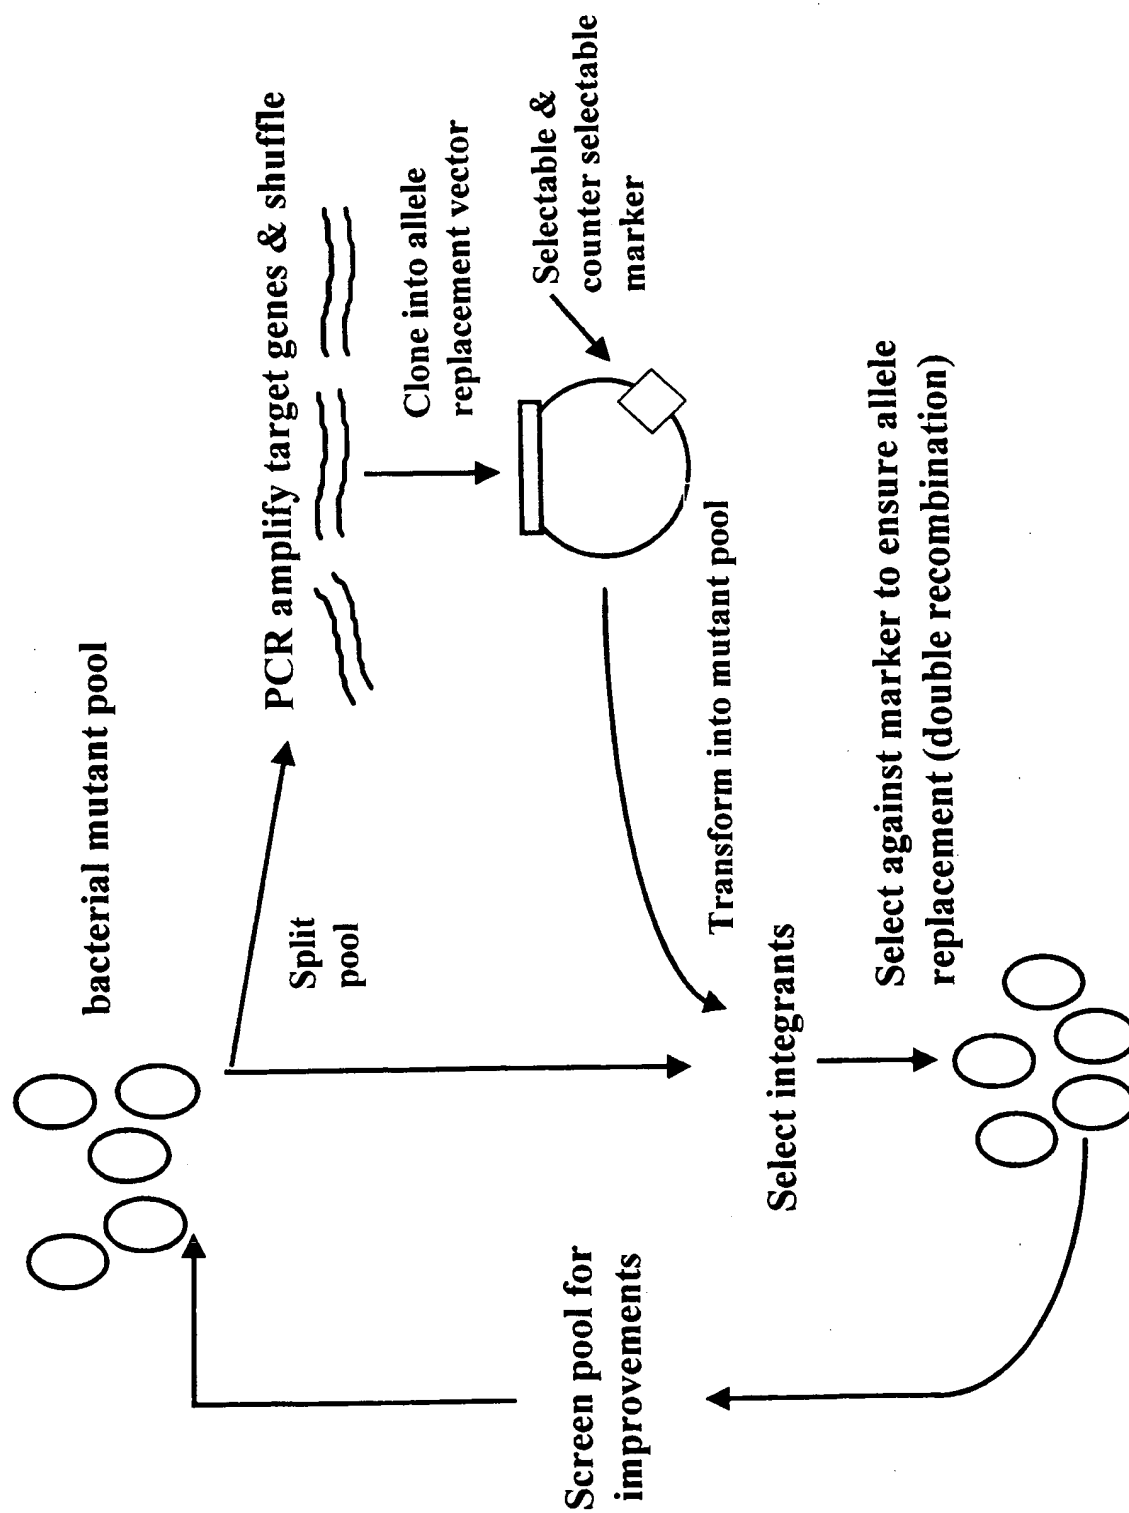 bacterial mutant pool
Split
pool
PCR amplify target genes & shuffle
Clone into allele
replacement vector
Selectable &
counter selectable
marker
Transform into mutant pool
Select integrants
Select against marker to ensure allele
replacement (double recombination)
Screen pool for
improvements